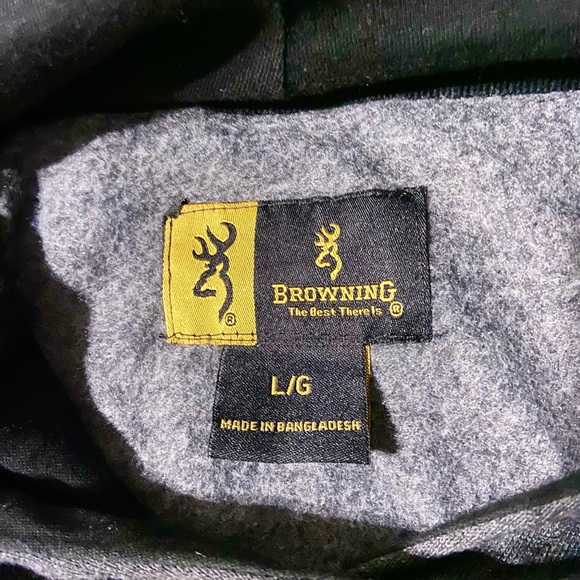 ®
BROWNING
The Best There Is ®
L/G
MADE IN BANGLADESH